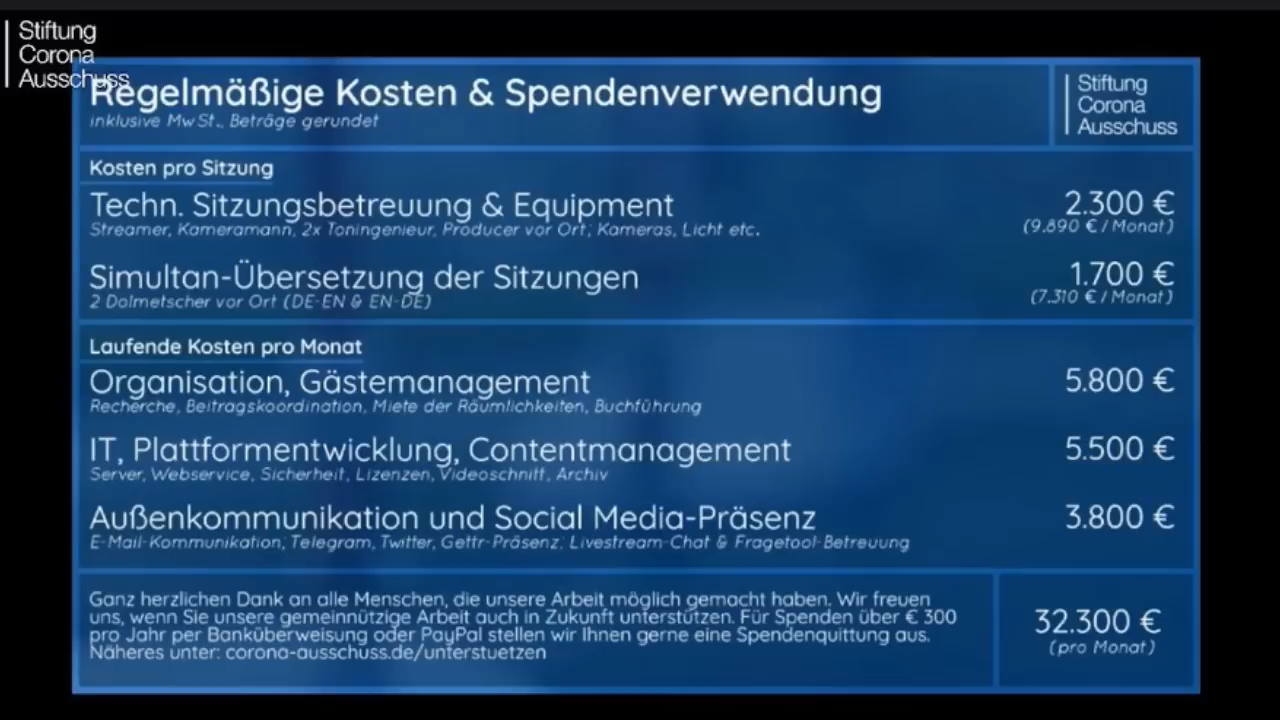 Stiftung
Corona
Ausschuss
Regelmäßige Kosten & Spendenverwendung
inklusive MwSt., Beträge gerundet
Stiftung
Corona
Ausschuss
Kosten pro Sitzung
Techn. Sitzungsbetreuung & Equipment
2.300 €
Streamer, Kameramann, 2x Toningenieur, Producer vor Ort; Kameras, Licht etc.
(9.890 € / Monat)
Simultan-Übersetzung der Sitzungen
1.700 €
2 Dolmetscher vor Ort (DE-EN & EN-DE)
(7.310 € / Monat)
Laufende Kosten pro Monat
Organisation, Gästemanagement
5.800 €
Recherche, Beitragskoordination, Miete der Räumlichkeiten, Buchführung
IT, Plattformentwicklung, Contentmanagement
5.500 €
Server, Webservice, Sicherheit, Lizenzen, Videoschnitt, Archiv
Außenkommunikation und Social Media-Präsenz
3.800 €
E-Mail-Kommunikation; Telegram, Twitter, Gettr-Präsenz; Livestream-Chat & Fragetool-Betreuung
Ganz herzlichen Dank an alle Menschen, die unsere Arbeit möglich gemacht haben. Wir freuen
uns, wenn Sie unsere gemeinnützige Arbeit auch in Zukunft unterstützen. Für Spenden über € 300
pro Jahr per Banküberweisung oder PayPal stellen wir Ihnen gerne eine Spendenquittung aus.
Näheres unter: corona-ausschuss.de/unterstuetzen
32.300 €
(pro Monat)